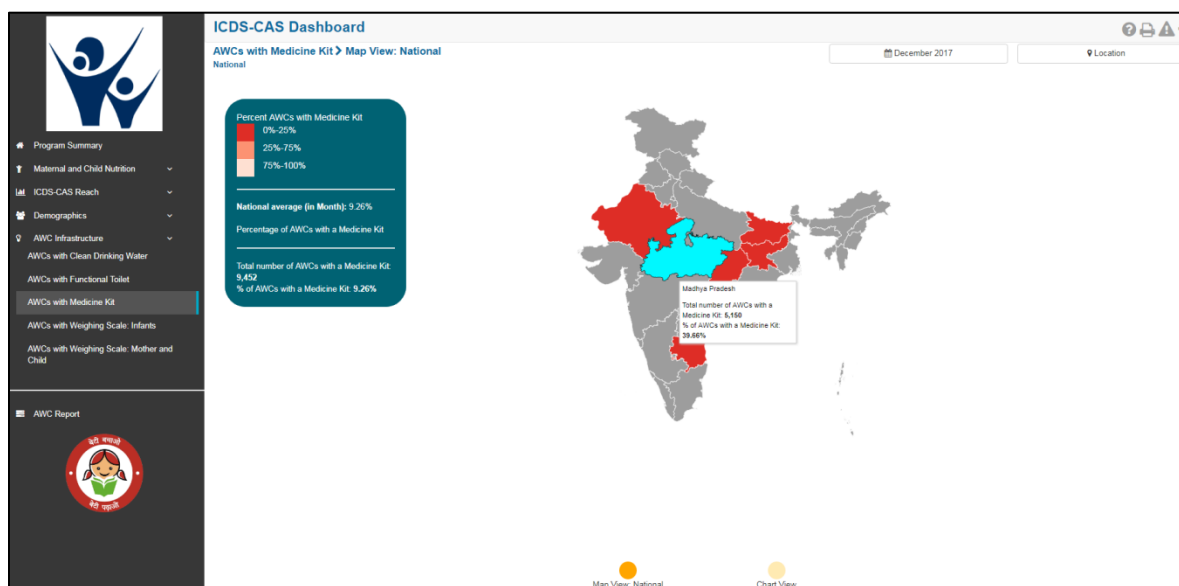 ICDS-CAS Dashboard
AWCs with Medicine Kit > Map View: National
National
December 2017
Location
Program Summary
Maternal and Child Nutrition
ICDS-CAS Reach
Demographics
AWC Infrastructure
AWCs with Clean Drinking Water
AWCs with Functional Toilet
AWCs with Medicine Kit
AWCs with Weighing Scale: Infants
AWCs with Weighing Scale: Mother and
Child
AWC Report
बेटी बचाओ
बेटी पढ़ाओ
Percent AWCs with Medicine Kit
0%-25%
25%-75%
75%-100%
National average (in Month): 9.26%
Percentage of AWCs with a Medicine Kit
Total number of AWCs with a Medicine Kit:
9,452
% of AWCs with a Medicine Kit: 9.26%
Madhya Pradesh
Total number of AWCs with a
Medicine Kit: 5,150
% of AWCs with a Medicine Kit:
39.66%
Map View: National
Chart View